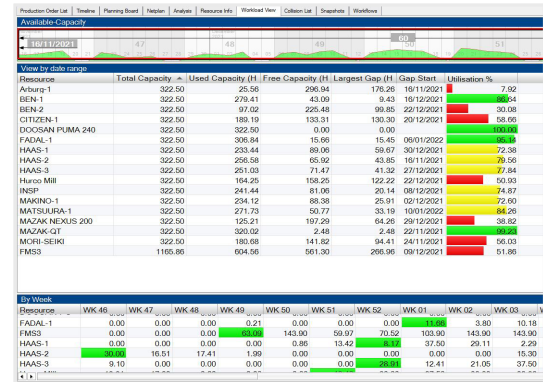 Production Order List Timeline Planning Board Netplan Analysis Resource Info Workload View Collision List Snapshots Workflows
Available-Capacity
60
16/11/2021 47 48 49 50 51
View by date range
Resource Total Capacity Used Capacity (H Free Capacity (H Largest Gap (H Gap Start Utilisation %
Arburg-1 322.50 25.56 296.94 176.26 16/11/2021 7.92
BEN-1 322.50 279.41 43.09 9.43 16/12/2021 86.64
BEN-2 322.50 97.02 225.48 99.85 22/12/2021 30.08
CITIZEN-1 322.50 189.19 133.31 130.30 20/12/2021 58.66
DOOSAN PUMA 240 322.50 322.50 0.00 0.00 100.00
FADAL-1 322.50 306.84 15.66 15.45 06/01/2022 95.14
HAAS-1 322.50 233.44 89.06 59.67 30/12/2021 72.38
HAAS-2 322.50 256.58 65.92 43.85 16/11/2021 79.56
HAAS-3 322.50 251.03 71.47 41.32 27/12/2021 77.84
Hurco Mill 322.50 164.25 158.25 122.22 22/12/2021 50.93
INSP 322.50 241.44 81.06 20.14 08/12/2021 74.87
MAKINO-1 322.50 234.12 88.38 25.91 02/12/2021 72.60
MATSUURA-1 322.50 271.73 50.77 33.19 10/01/2022 84.26
MAZAK NEXUS 200 322.50 125.21 197.29 64.26 29/12/2021 38.82
MAZAK-QT 322.50 320.02 2.48 2.48 22/11/2021 99.23
MORI-SEIKI 322.50 180.68 141.82 94.41 24/11/2021 56.03
FMS3 1165.86 604.56 561.30 266.96 09/12/2021 51.86
By Week
Resource WK 46 WK 47 WK 48 WK 49 WK 50 WK 51 WK 52 WK 01 WK 02 WK 03
FADAL-1 0.00 0.00 0.00 0.21 0.00 0.00 0.00 11.66 3.80 10.18
FMS3 0.00 0.00 0.00 63.09 143.90 59.97 70.52 103.90 143.90 143.90
HAAS-1 0.00 0.00 0.00 0.00 0.86 13.42 8.17 37.50 29.11 2.29
HAAS-2 30.00 16.51 17.41 1.99 0.00 0.00 0.00 0.00 0.00 15.30
HAAS-3 9.10 0.00 0.00 0.00 0.00 0.00 28.91 12.41 21.05 37.50